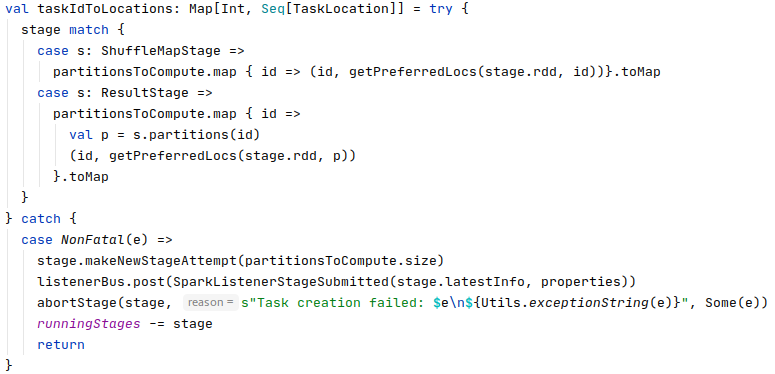 val taskIdToLocations: Map[Int, Seq[TaskLocation]] = try {
  stage match {
    case s: ShuffleMapStage =>
      partitionsToCompute.map { id => (id, getPreferredLocs(stage.rdd, id))}.toMap
    case s: ResultStage =>
      partitionsToCompute.map { id =>
        val p = s.partitions(id)
        (id, getPreferredLocs(stage.rdd, p))
      }.toMap
  }
} catch {
  case NonFatal(e) =>
    stage.makeNewStageAttempt(partitionsToCompute.size)
    listenerBus.post(SparkListenerStageSubmitted(stage.latestInfo, properties))
    abortStage(stage, reason = s"Task creation failed: $e\n${Utils.exceptionString(e)}", Some(e))
    runningStages -= stage
    return
}